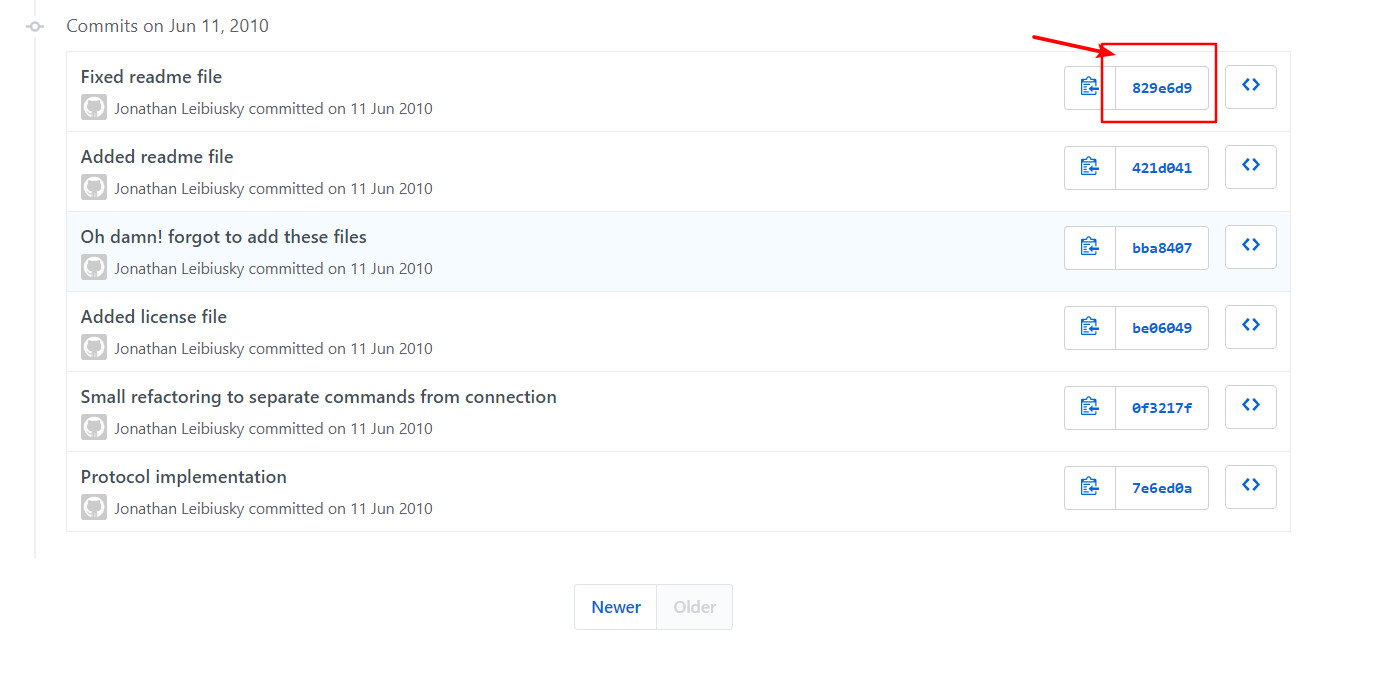 Commits on Jun 11, 2010
Fixed readme file
Jonathan Leibiusky committed on 11 Jun 2010
829e6d9
Added readme file
Jonathan Leibiusky committed on 11 Jun 2010
421d041
Oh damn! forgot to add these files
Jonathan Leibiusky committed on 11 Jun 2010
bba8407
Added license file
Jonathan Leibiusky committed on 11 Jun 2010
be06049
Small refactoring to separate commands from connection
Jonathan Leibiusky committed on 11 Jun 2010
0f3217f
Protocol implementation
Jonathan Leibiusky committed on 11 Jun 2010
7e6ed0a
Newer Older